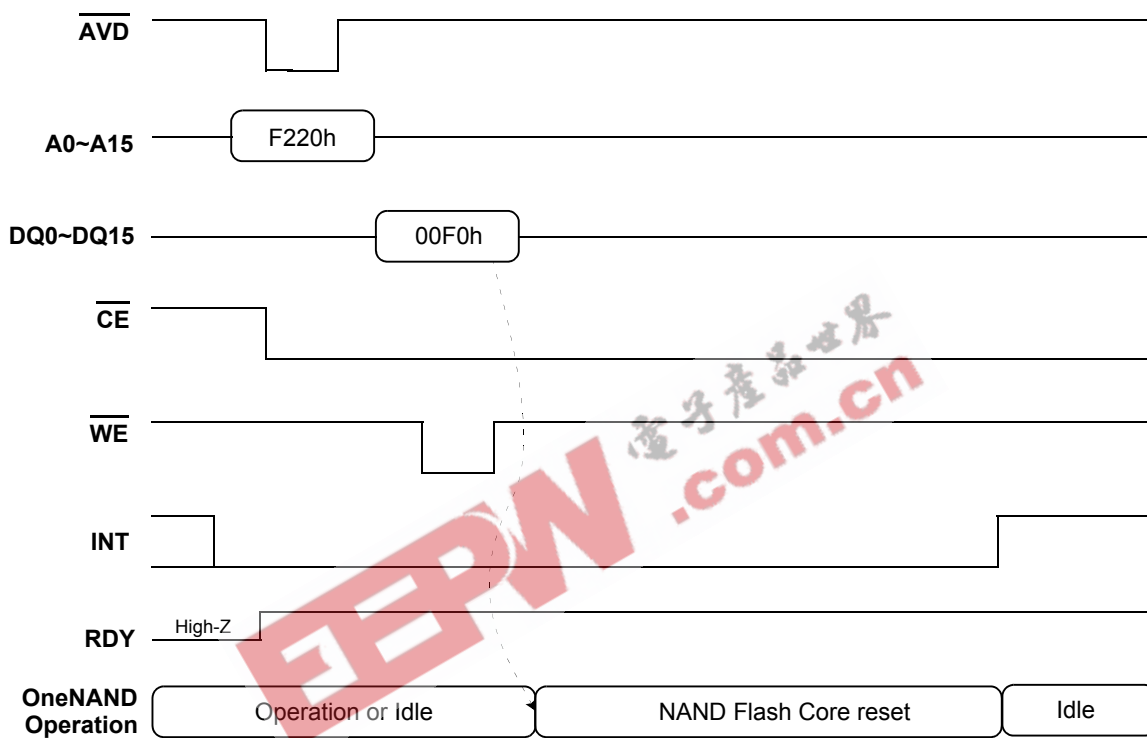 AVD
A0~A15
F220h
DQ0~DQ15
00F0h
CE
WE
INT
RDY
High-Z
OneNAND
Operation
Operation or Idle
NAND Flash Core reset
Idle
EEPW
.com.cn
電子產品世界